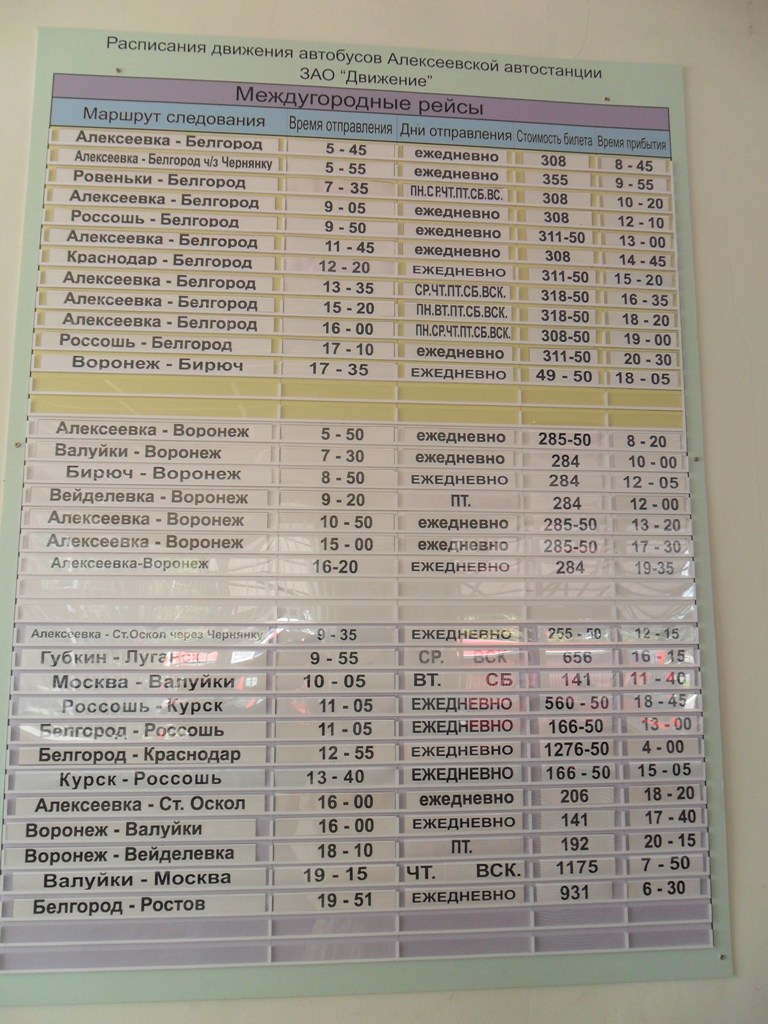 Расписания движения автобусов Алексеевской автостанции
ЗАО "Движение"
Междугородные рейсы
Маршрут следования Время отправления Дни отправления Стоимость билета Время прибытия
Алексеевка - Белгород 5 - 45 ежедневно 308 8 - 45
Алексеевка - Белгород ч/з Чернянку 5 - 55 ежедневно 355 9 - 55
Ровеньки - Белгород 7 - 35 ПН.СР.ЧТ.ПТ.СБ.ВС. 308 10 - 20
Алексеевка - Белгород 9 - 05 ежедневно 308 12 - 10
Россошь - Белгород 9 - 50 ежедневно 311-50 13 - 00
Алексеевка - Белгород 11 - 45 ежедневно 308 14 - 45
Краснодар - Белгород 12 - 20 ЕЖЕДНЕВНО 311-50 15 - 20
Алексеевка - Белгород 13 - 35 СР.ЧТ.ПТ.СБ.ВСК. 318-50 16 - 35
Алексеевка - Белгород 15 - 20 ПН.ВТ.ПТ.СБ.ВСК. 318-50 18 - 20
Алексеевка - Белгород 16 - 00 ПН.СР.ЧТ.ПТ.СБ.ВСК. 308-50 19 - 00
Россошь - Белгород 17 - 10 ежедневно 311-50 20 - 30
Воронеж - Бирюч 17 - 35 ЕЖЕДНЕВНО 49 - 50 18 - 05
Алексеевка - Воронеж 5 - 50 ежедневно 285-50 8 - 20
Валуйки - Воронеж 7 - 30 ежедневно 284 10 - 00
Бирюч - Воронеж 8 - 50 ЕЖЕДНЕВНО 284 12 - 05
Вейделевка - Воронеж 9 - 20 ПТ. 284 12 - 00
Алексеевка - Воронеж 10 - 50 ежедневно 285-50 13 - 20
Алексеевка - Воронеж 15 - 00 ежедневно 285-50 17 - 30
Алексеевка-Воронеж 16-20 ЕЖЕДНЕВНО 284 19-35
Алексеевка - Ст.Оскол через Чернянку 9 - 35 ЕЖЕДНЕВНО 255 - 50 12 - 15
Губкин - Луганск 9 - 55 СР. ВСК 656 16 - 15
Москва - Валуйки 10 - 05 ВТ. СБ 141 11 - 40
Россошь - Курск 11 - 05 ЕЖЕДНЕВНО 560 - 50 18 - 45
Белгород - Россошь 11 - 05 ЕЖЕДНЕВНО 166-50 13 - 00
Белгород - Краснодар 12 - 55 ЕЖЕДНЕВНО 1276-50 4 - 00
Курск - Россошь 13 - 40 ЕЖЕДНЕВНО 166 - 50 15 - 05
Алексеевка - Ст. Оскол 16 - 00 ежедневно 206 18 - 20
Воронеж - Валуйки 16 - 00 ЕЖЕДНЕВНО 141 17 - 40
Воронеж - Вейделевка 18 - 10 ПТ. 192 20 - 15
Валуйки - Москва 19 - 15 ЧТ. ВСК. 1175 7 - 50
Белгород - Ростов 19 - 51 ЕЖЕДНЕВНО 931 6 - 30